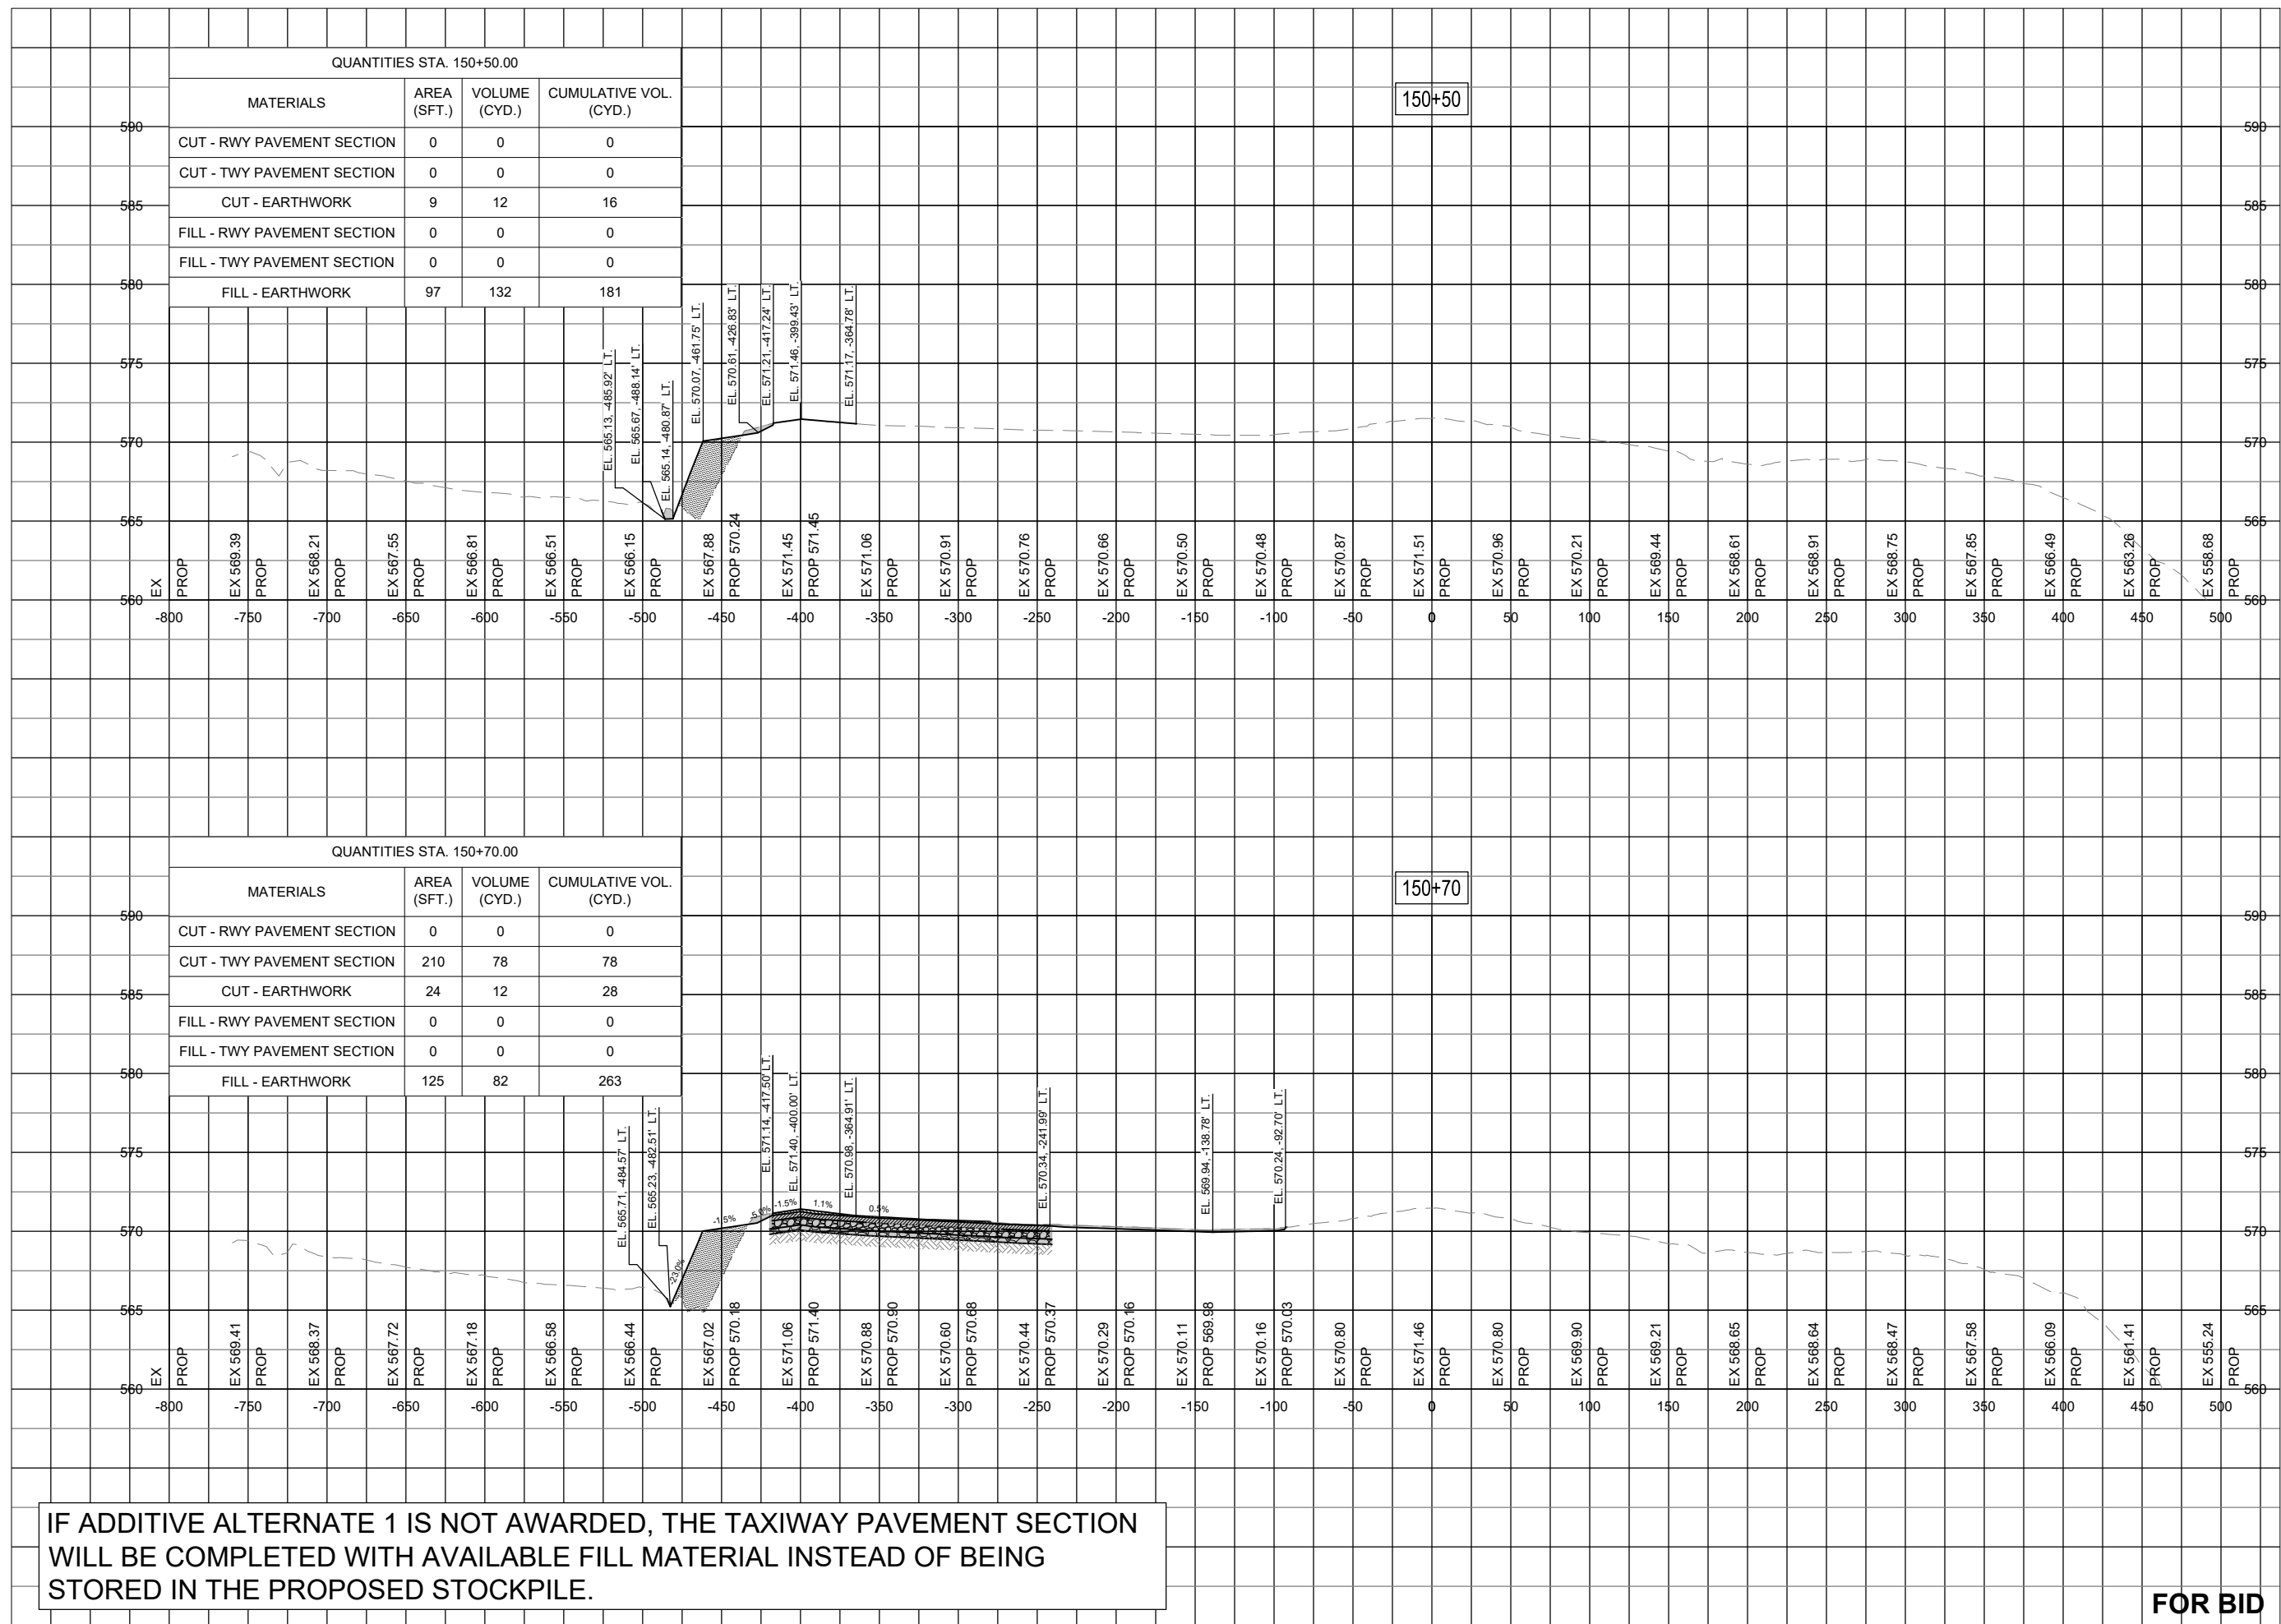 QUANTITIES STA. 150+50.00
MATERIALS AREA (SFT.) VOLUME (CYD.) CUMULATIVE VOL. (CYD.)
CUT - RWY PAVEMENT SECTION 0 0 0
CUT - TWY PAVEMENT SECTION 0 0 0
CUT - EARTHWORK 9 12 16
FILL - RWY PAVEMENT SECTION 0 0 0
FILL - TWY PAVEMENT SECTION 0 0 0
FILL - EARTHWORK 97 132 181
150+50
590 590
585 585
580 580
575 575
570 570
565 565
560 560
EL. 565.13, -485.92' LT.
EL. 565.67, -488.14' LT.
EL. 565.14, -480.87' LT.
EL. 570.07, -461.75' LT.
EL. 570.61, -426.83' LT.
EL. 571.21, -417.24' LT.
EL. 571.46, -399.43' LT.
EL. 571.17, -364.78' LT.
EX
PROP
EX 569.39
PROP
EX 568.21
PROP
EX 567.55
PROP
EX 566.81
PROP
EX 566.51
PROP
EX 566.15
PROP
EX 567.88
PROP 570.24
EX 571.45
PROP 571.45
EX 571.06
PROP
EX 570.91
PROP
EX 570.76
PROP
EX 570.66
PROP
EX 570.50
PROP
EX 570.48
PROP
EX 570.87
PROP
EX 571.51
PROP
EX 570.96
PROP
EX 570.21
PROP
EX 569.44
PROP
EX 568.61
PROP
EX 568.91
PROP
EX 568.75
PROP
EX 567.85
PROP
EX 566.49
PROP
EX 563.26
PROP
EX 558.68
PROP
-800 -750 -700 -650 -600 -550 -500 -450 -400 -350 -300 -250 -200 -150 -100 -50 0 50 100 150 200 250 300 350 400 450 500
QUANTITIES STA. 150+70.00
MATERIALS AREA (SFT.) VOLUME (CYD.) CUMULATIVE VOL. (CYD.)
CUT - RWY PAVEMENT SECTION 0 0 0
CUT - TWY PAVEMENT SECTION 210 78 78
CUT - EARTHWORK 24 12 28
FILL - RWY PAVEMENT SECTION 0 0 0
FILL - TWY PAVEMENT SECTION 0 0 0
FILL - EARTHWORK 125 82 263
150+70
590 590
585 585
580 580
575 575
570 570
565 565
560 560
EL. 565.71, -484.57' LT.
EL. 565.23, -482.51' LT.
EL. 571.14, -417.50' LT.
EL. 571.40, -400.00' LT.
EL. 570.98, -364.91' LT.
EL. 570.34, -241.99' LT.
EL. 569.94, -138.78' LT.
EL. 570.24, -92.70' LT.
-23.0%
-1.5%
-5.0%
-1.5%
1.1%
0.5%
EX
PROP
EX 569.41
PROP
EX 568.37
PROP
EX 567.72
PROP
EX 567.18
PROP
EX 566.58
PROP
EX 566.44
PROP
EX 567.02
PROP 570.18
EX 571.06
PROP 571.40
EX 570.88
PROP 570.90
EX 570.60
PROP 570.68
EX 570.44
PROP 570.37
EX 570.29
PROP 570.16
EX 570.11
PROP 569.98
EX 570.16
PROP 570.03
EX 570.80
PROP
EX 571.46
PROP
EX 570.80
PROP
EX 569.90
PROP
EX 569.21
PROP
EX 568.65
PROP
EX 568.64
PROP
EX 568.47
PROP
EX 567.58
PROP
EX 566.09
PROP
EX 561.41
PROP
EX 555.24
PROP
-800 -750 -700 -650 -600 -550 -500 -450 -400 -350 -300 -250 -200 -150 -100 -50 0 50 100 150 200 250 300 350 400 450 500
IF ADDITIVE ALTERNATE 1 IS NOT AWARDED, THE TAXIWAY PAVEMENT SECTION
WILL BE COMPLETED WITH AVAILABLE FILL MATERIAL INSTEAD OF BEING
STORED IN THE PROPOSED STOCKPILE.
FOR BID